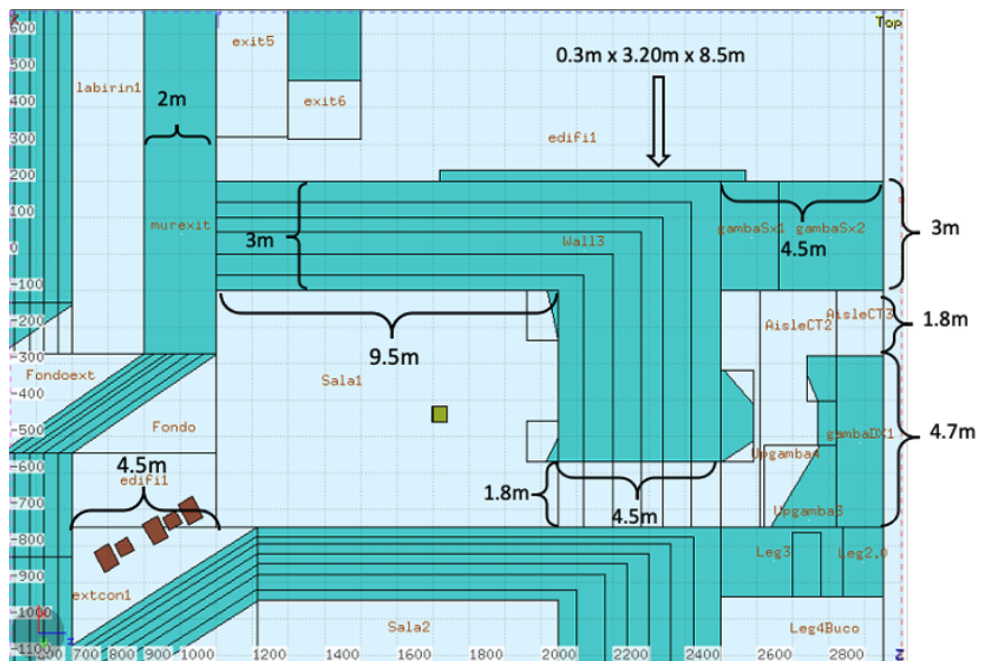 Top
600
exit5
0.3m x 3.20m x 8.5m
500
labirin1
2m
exit6
400
300
edifi1
200
100
murexit
3m
Wall3
gambaSx1 gambaSx2
3m
4.5m
0
-100
-200
AisleCT2
AisleCT3
1.8m
-300
9.5m
Fondoext
Sala1
-400
Fondo
gambaDX1
4.7m
-500
4.5m
Upgamba4
-600
edifi1
1.8m
4.5m
Upgamba3
-700
-800
Leg3
Leg2.0
-900
extcon1
-1000
Sala2
Leg4Buco
-1100
600 700 800 900 1000 1200 1400 1600 1800 2000 2200 2400 2600 2800 z